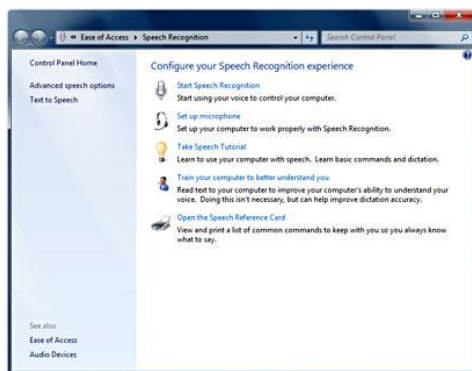 « Ease of Access ▸ Speech Recognition
Search Control Panel
Control Panel Home
Advanced speech options
Text to Speech
See also
Ease of Access
Audio Devices
Configure your Speech Recognition experience
Start Speech Recognition
Start using your voice to control your computer.
Set up microphone
Set up your computer to work properly with Speech Recognition.
Take Speech Tutorial
Learn to use your computer with speech. Learn basic commands and dictation.
Train your computer to better understand you
Read text to your computer to improve your computer's ability to understand your
voice. Doing this isn't necessary, but can help improve dictation accuracy.
Open the Speech Reference Card
View and print a list of common commands to keep with you so you always know
what to say.